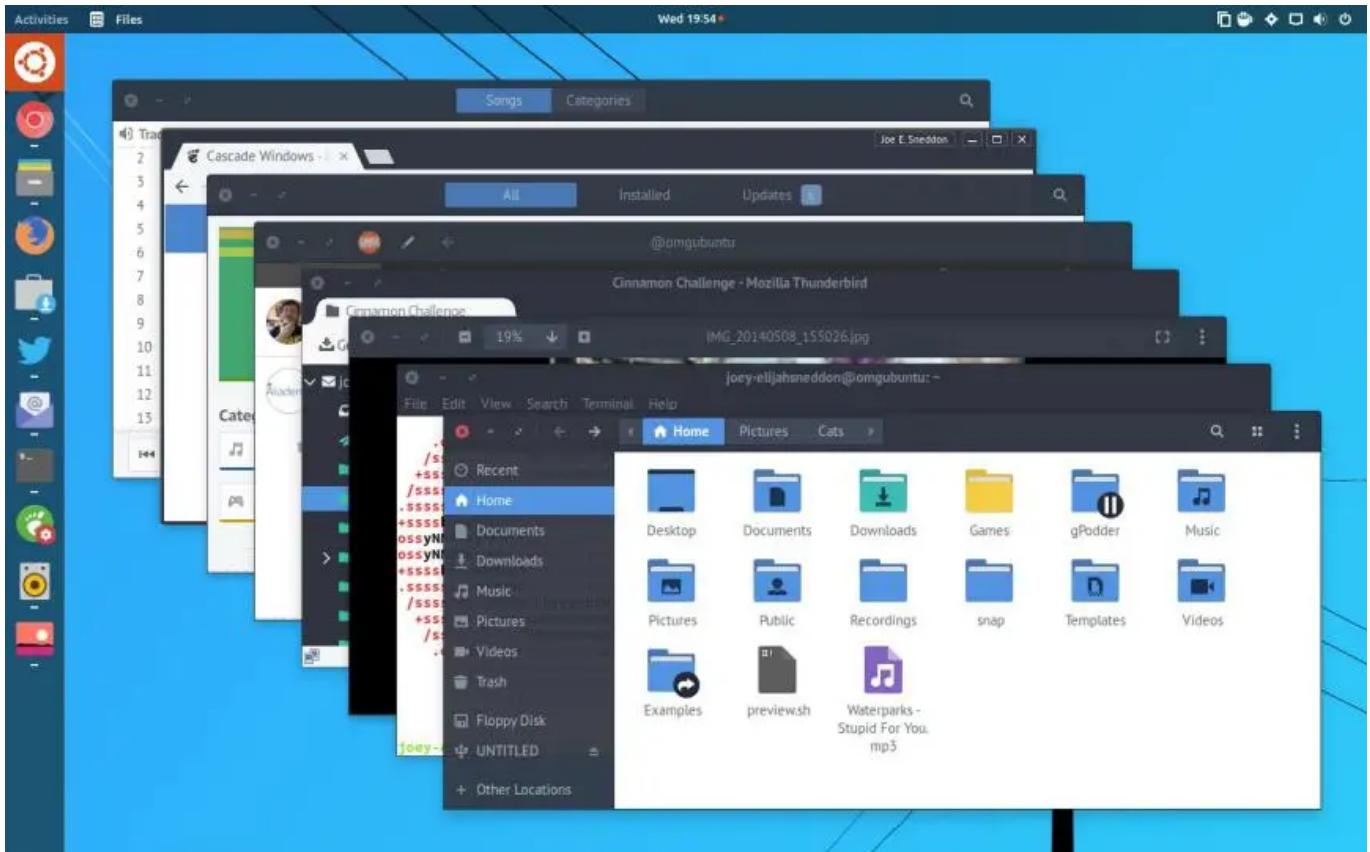 Activities Files Wed 19:54
Songs Categories
2
3
4
5
6
7
8
9
10
11
12
13
Joe E. Sneddon
Cascade Windows -
All Installed Updates
@omgubuntu
Cinnamon Challenge - Mozilla Thunderbird
Cinnamon Challenge
19% IMG_20140508_155026.jpg
joey-elijahsneddon@omgubuntu: ~
File Edit View Search Terminal Help
Home Pictures Cats
Recent
Home
Documents
Downloads
Music
Pictures
Videos
Trash
Floppy Disk
UNTITLED
+ Other Locations
Desktop Documents Downloads Games gPodder Music
Pictures Public Recordings snap Templates Videos
Examples preview.sh Waterparks -
Stupid For You.
mp3